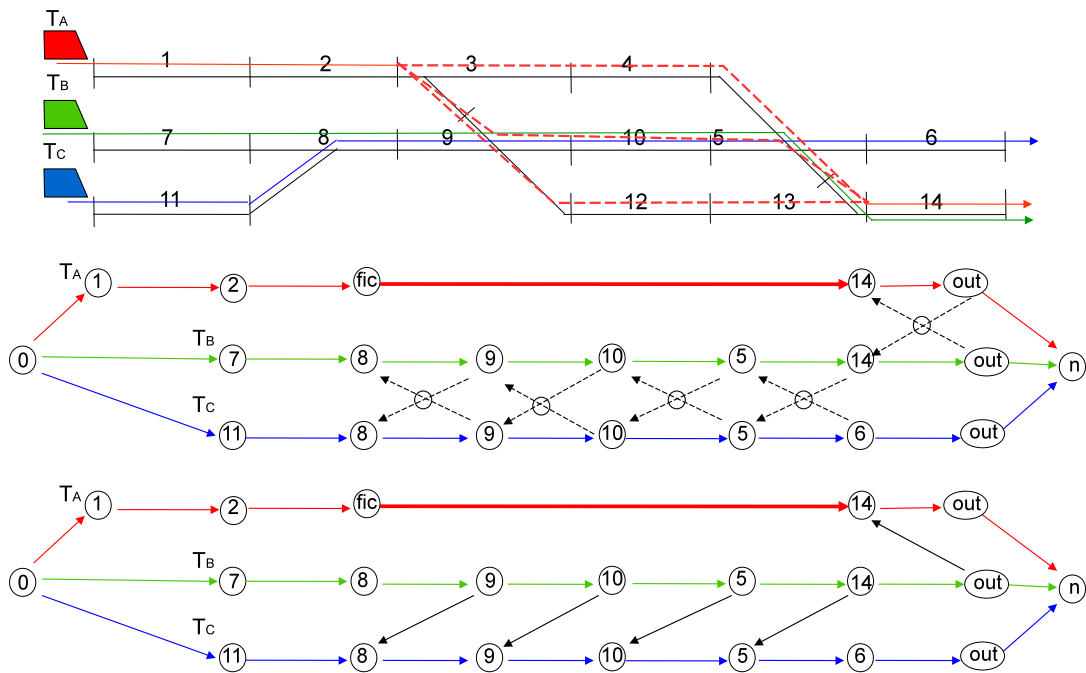 TA
1 2 3 4
TB
7 8 9 10 5 6
TC
11 12 13 14
TA 1 2 fic 14 out
TB
0 7 8 9 10 5 14 out n
TC
11 8 9 10 5 6 out
TA 1 2 fic 14 out
TB
0 7 8 9 10 5 14 out n
TC
11 8 9 10 5 6 out